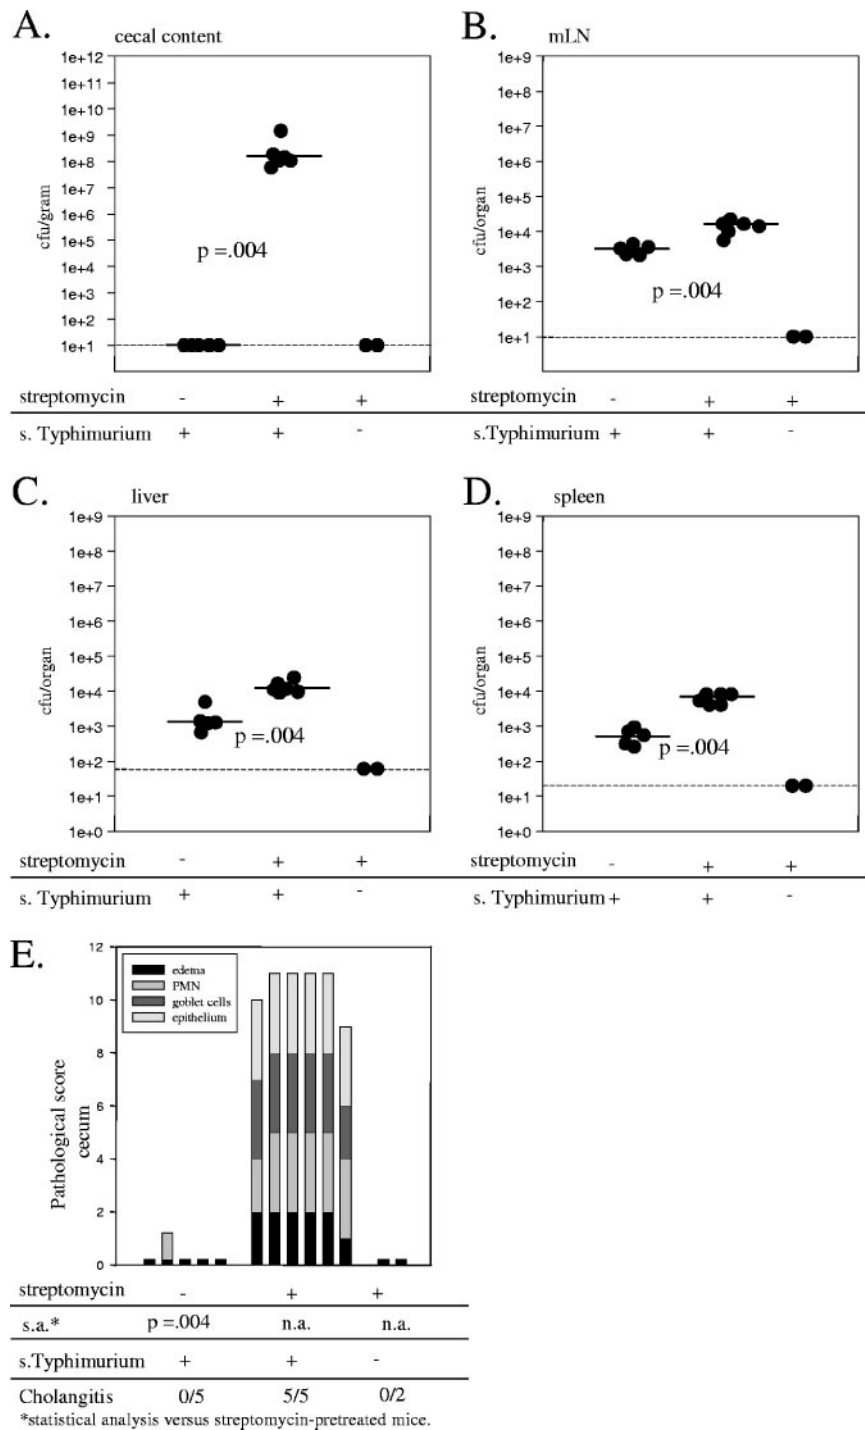 A.
cecal content
1e+12
1e+11
1e+10
1e+9
1e+8
1e+7
1e+6
1e+5
1e+4
1e+3
1e+2
1e+1
cfu/gram
p =.004
streptomycin - + +
s. Typhimurium + + -
B.
mLN
1e+9
1e+8
1e+7
1e+6
1e+5
1e+4
1e+3
1e+2
1e+1
cfu/organ
p =.004
streptomycin - + +
s.Typhimurium + + -
C.
liver
1e+9
1e+8
1e+7
1e+6
1e+5
1e+4
1e+3
1e+2
1e+1
1e+0
cfu/organ
p =.004
streptomycin - + +
s. Typhimurium + + -
D.
spleen
1e+9
1e+8
1e+7
1e+6
1e+5
1e+4
1e+3
1e+2
1e+1
1e+0
cfu/organ
p =.004
streptomycin - + +
s. Typhimurium + + -
E.
12
10
8
6
4
2
0
Pathological score
cecum
edema
PMN
goblet cells
epithelium
streptomycin - + +
s.a.* p =.004 n.a. n.a.
s.Typhimurium + + -
Cholangitis 0/5 5/5 0/2
*statistical analysis versus streptomycin-pretreated mice.